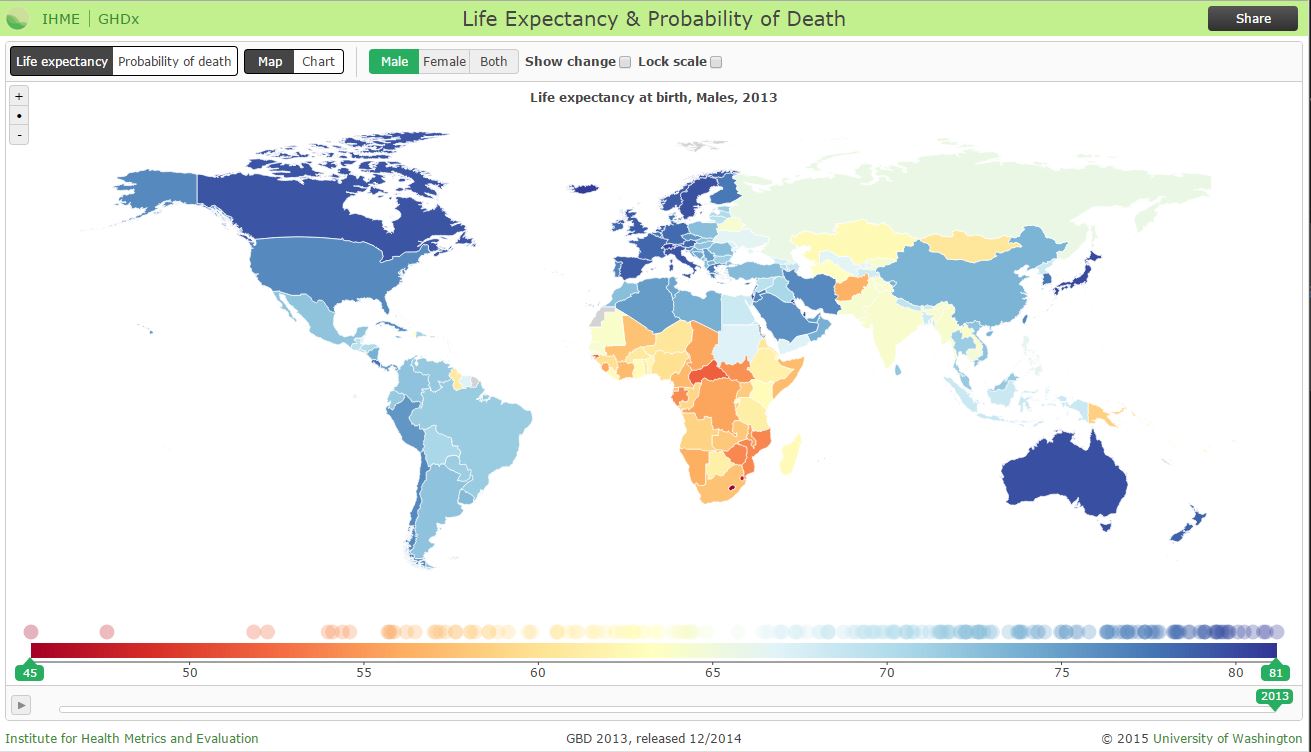 IHME | GHDx
Life Expectancy & Probability of Death
Share
Life expectancy Probability of death
Map Chart
Male Female Both
Show change Lock scale
+
-
Life expectancy at birth, Males, 2013
45 50 55 60 65 70 75 80 81
2013
Institute for Health Metrics and Evaluation
GBD 2013, released 12/2014
© 2015 University of Washington